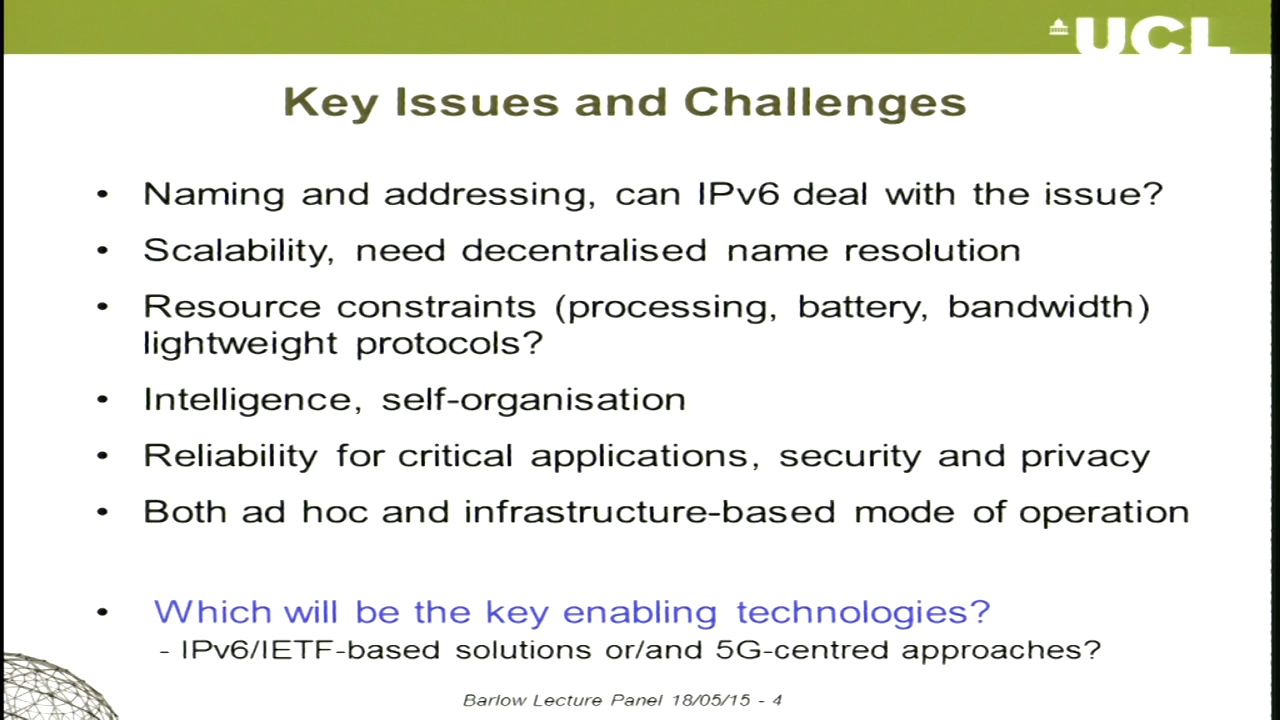 UCL
Key Issues and Challenges
• Naming and addressing, can IPv6 deal with the issue?
• Scalability, need decentralised name resolution
• Resource constraints (processing, battery, bandwidth)
lightweight protocols?
• Intelligence, self-organisation
• Reliability for critical applications, security and privacy
• Both ad hoc and infrastructure-based mode of operation
• Which will be the key enabling technologies?
- IPv6/IETF-based solutions or/and 5G-centred approaches?
Barlow Lecture Panel 18/05/15 - 4